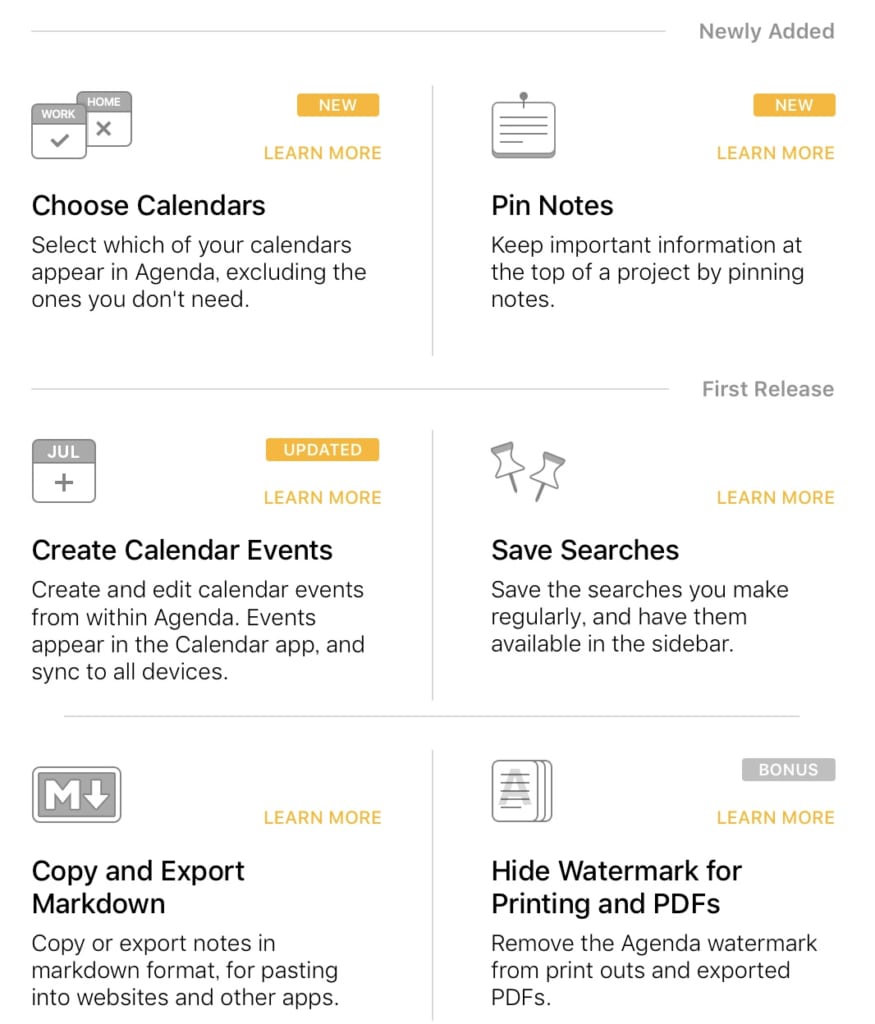 Newly Added
HOME
WORK
NEW
LEARN MORE
Choose Calendars
Select which of your calendars
appear in Agenda, excluding the
ones you don't need.
NEW
LEARN MORE
Pin Notes
Keep important information at
the top of a project by pinning
notes.
First Release
JUL
UPDATED
LEARN MORE
Create Calendar Events
Create and edit calendar events
from within Agenda. Events
appear in the Calendar app, and
sync to all devices.
LEARN MORE
Save Searches
Save the searches you make
regularly, and have them
available in the sidebar.
M
LEARN MORE
Copy and Export
Markdown
Copy or export notes in
markdown format, for pasting
into websites and other apps.
A
BONUS
LEARN MORE
Hide Watermark for
Printing and PDFs
Remove the Agenda watermark
from print outs and exported
PDFs.